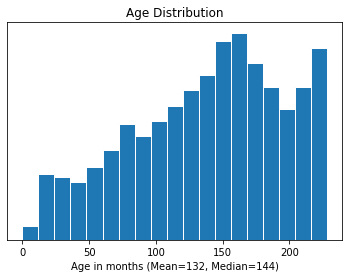 Age Distribution
0 50 100 150 200
Age in months (Mean=132, Median=144)